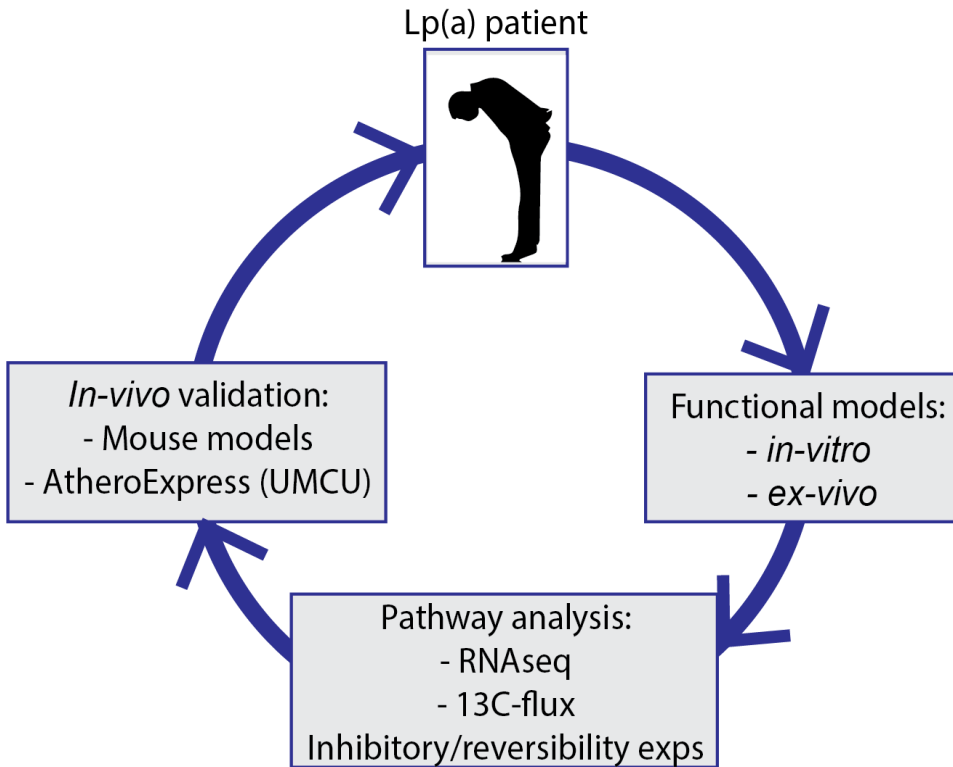 Lp(a) patient
Functional models:
- in-vitro
- ex-vivo
Pathway analysis:
- RNAseq
- 13C-flux
Inhibitory/reversibility exps
In-vivo validation:
- Mouse models
- AtheroExpress (UMCU)